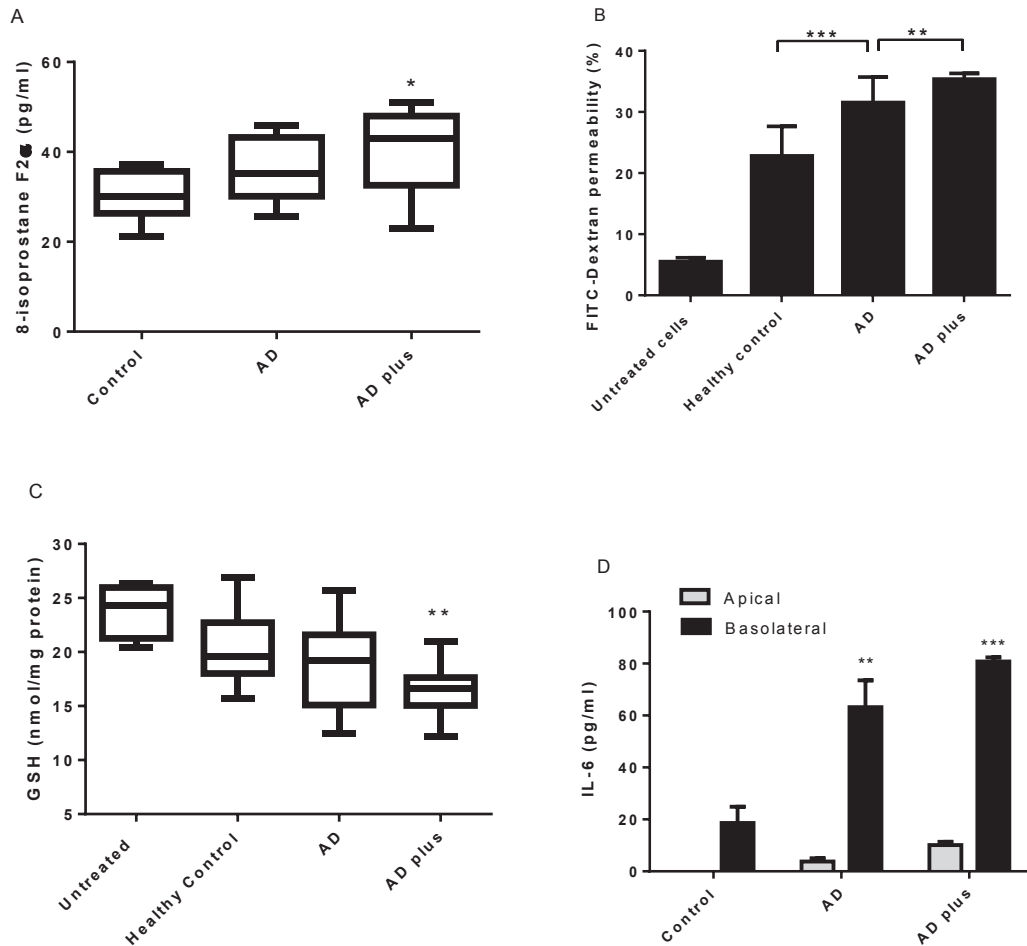 A
8-isoprostane F2α (pg/ml)
60
40
20
0
*
Control
AD
AD plus
B
FITC-Dextran permeability (%)
40
30
20
10
0
***
**
Untreated cells
Healthy control
AD
AD plus
C
GSH (nmol/mg protein)
30
25
20
15
10
5
**
Untreated
Healthy Control
AD
AD plus
D
Apical
Basolateral
IL-6 (pg/ml)
100
80
60
40
20
0
**
***
Control
AD
AD plus